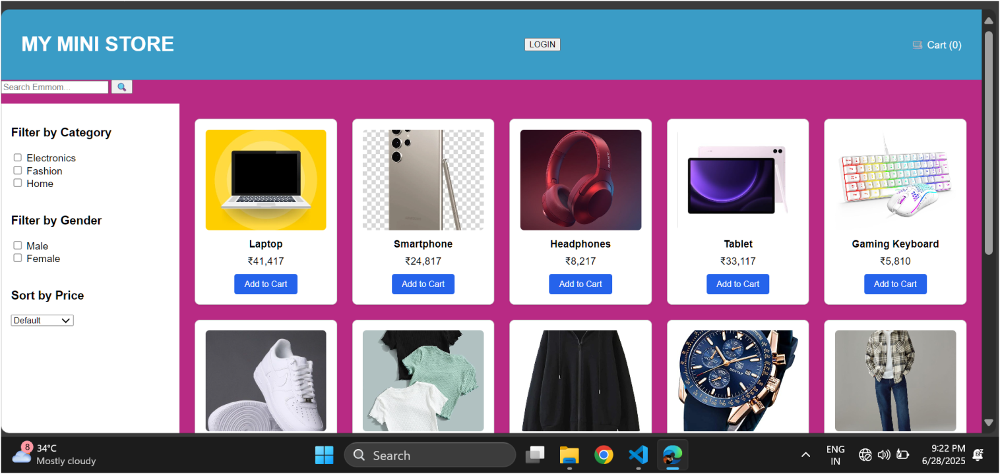 MY MINI STORE
LOGIN
Cart (0)
Search Emmom...
Filter by Category
Electronics
Fashion
Home
Filter by Gender
Male
Female
Sort by Price
Default
SONY
SAMSUNG
Laptop
Smartphone
Headphones
Tablet
Gaming Keyboard
₹41,417
₹24,817
₹8,217
₹33,117
₹5,810
Add to Cart
Add to Cart
Add to Cart
Add to Cart
Add to Cart
BENYAR
8
34°C
Mostly cloudy
Search
ENG
IN
9:22 PM
6/28/2025